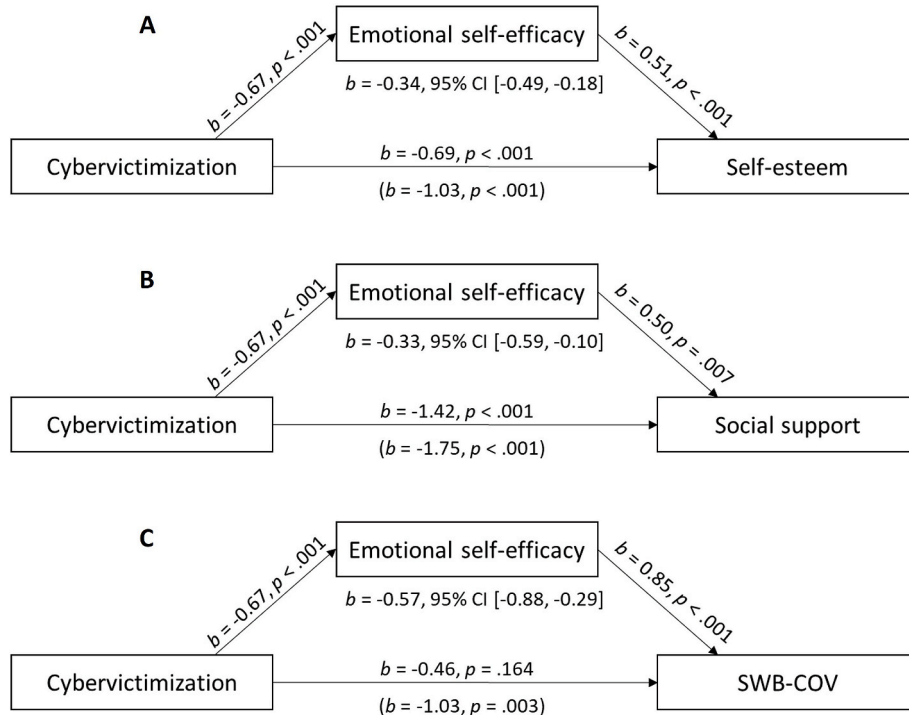 A
Emotional self-efficacy
b = -0.67, p < .001
b = 0.51, p < .001
b = -0.34, 95% CI [-0.49, -0.18]
Cybervictimization
b = -0.69, p < .001
(b = -1.03, p < .001)
Self-esteem
B
Emotional self-efficacy
b = -0.67, p < .001
b = 0.50, p = .007
b = -0.33, 95% CI [-0.59, -0.10]
Cybervictimization
b = -1.42, p < .001
(b = -1.75, p < .001)
Social support
C
Emotional self-efficacy
b = -0.67, p < .001
b = 0.85, p < .001
b = -0.57, 95% CI [-0.88, -0.29]
Cybervictimization
b = -0.46, p = .164
(b = -1.03, p = .003)
SWB-COV